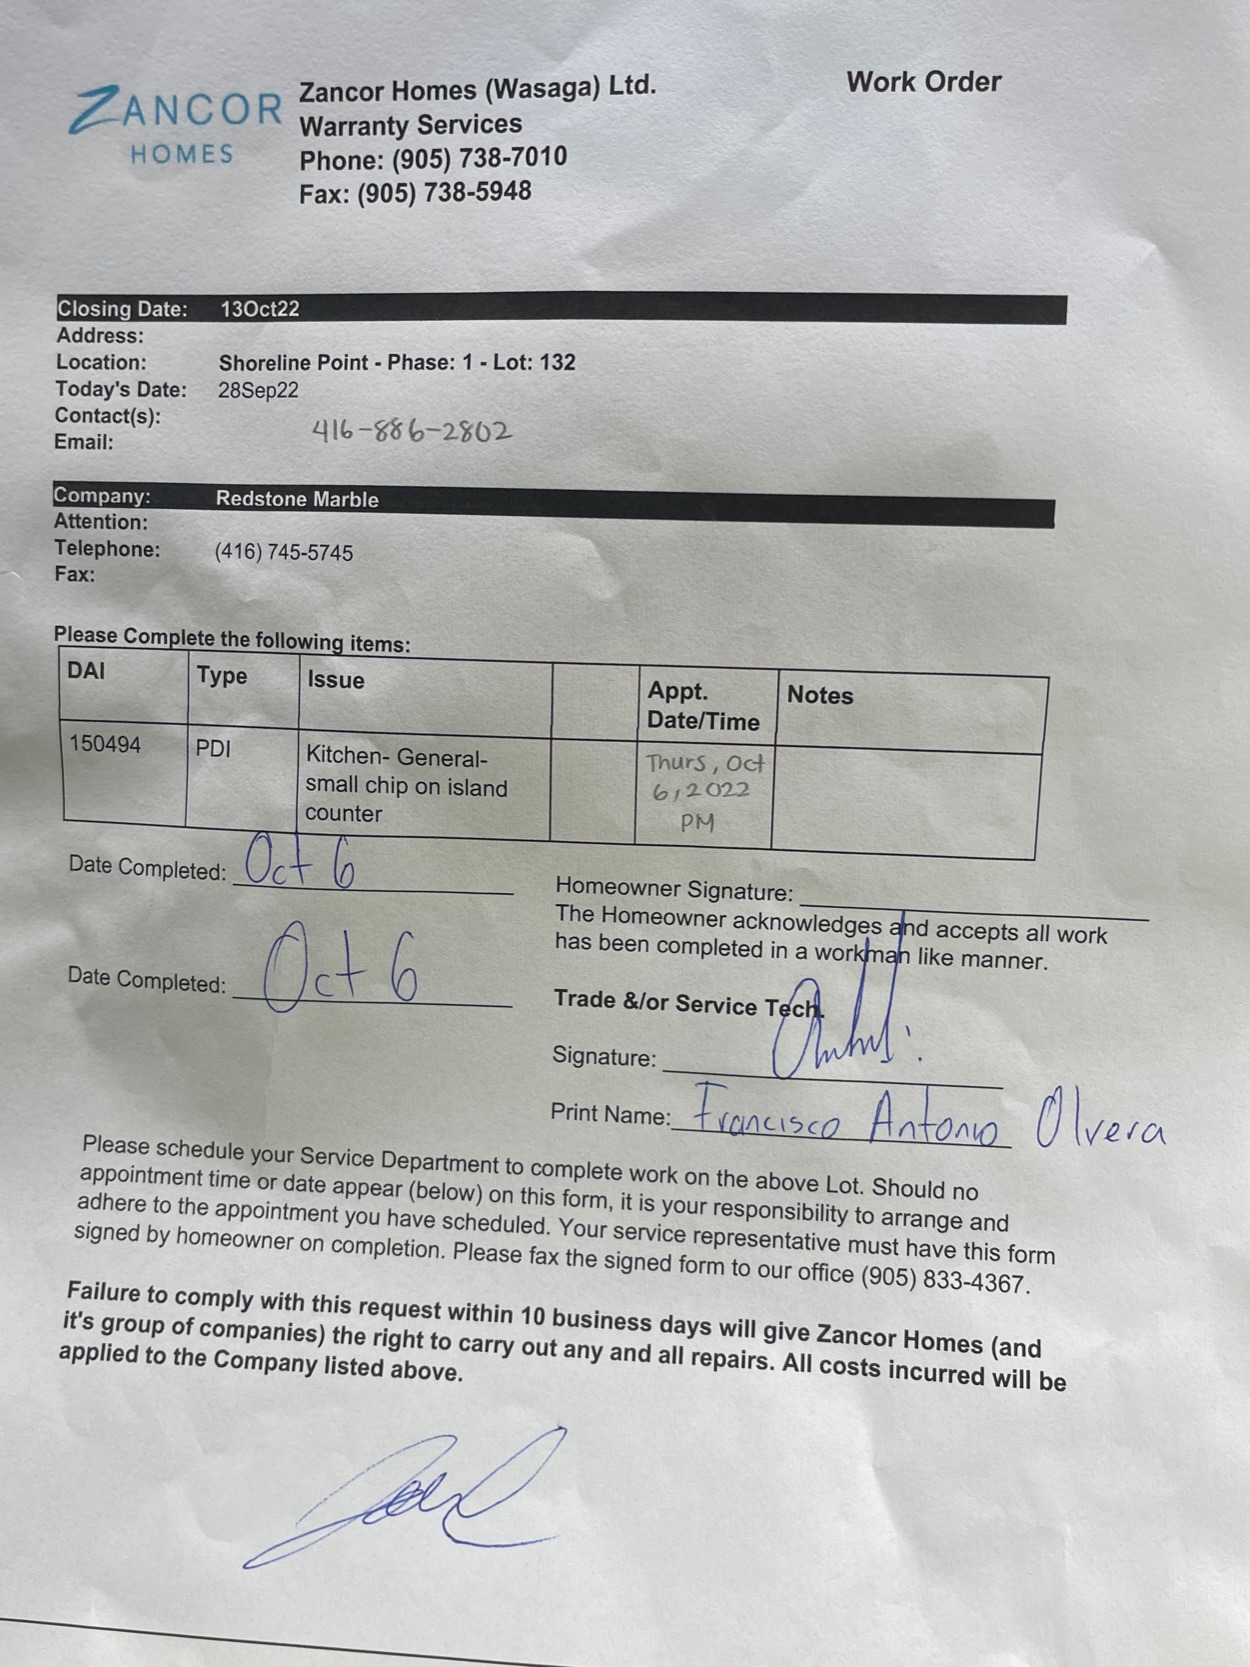 ZANCOR
HOMES
Zancor Homes (Wasaga) Ltd.
Warranty Services
Phone: (905) 738-7010
Fax: (905) 738-5948
Work Order
Closing Date: 13Oct22
Address:
Location: Shoreline Point - Phase: 1 - Lot: 132
Today's Date: 28Sep22
Contact(s):
416-886-2802
Email:
Company: Redstone Marble
Attention:
Telephone: (416) 745-5745
Fax:
Please Complete the following items:
DAI Type Issue Appt. Date/Time Notes
150494 PDI Kitchen- General- Thurs, Oct
small chip on island 6, 2022
counter PM
Date Completed: Oct 6
Homeowner Signature:
The Homeowner acknowledges and accepts all work
has been completed in a workman like manner.
Date Completed: Oct 6
Trade &/or Service Tech.
Signature:
Print Name: Francisco Antonio Olvera
Please schedule your Service Department to complete work on the above Lot. Should no
appointment time or date appear (below) on this form, it is your responsibility to arrange and
adhere to the appointment you have scheduled. Your service representative must have this form
signed by homeowner on completion. Please fax the signed form to our office (905) 833-4367.
Failure to comply with this request within 10 business days will give Zancor Homes (and
it's group of companies) the right to carry out any and all repairs. All costs incurred will be
applied to the Company listed above.